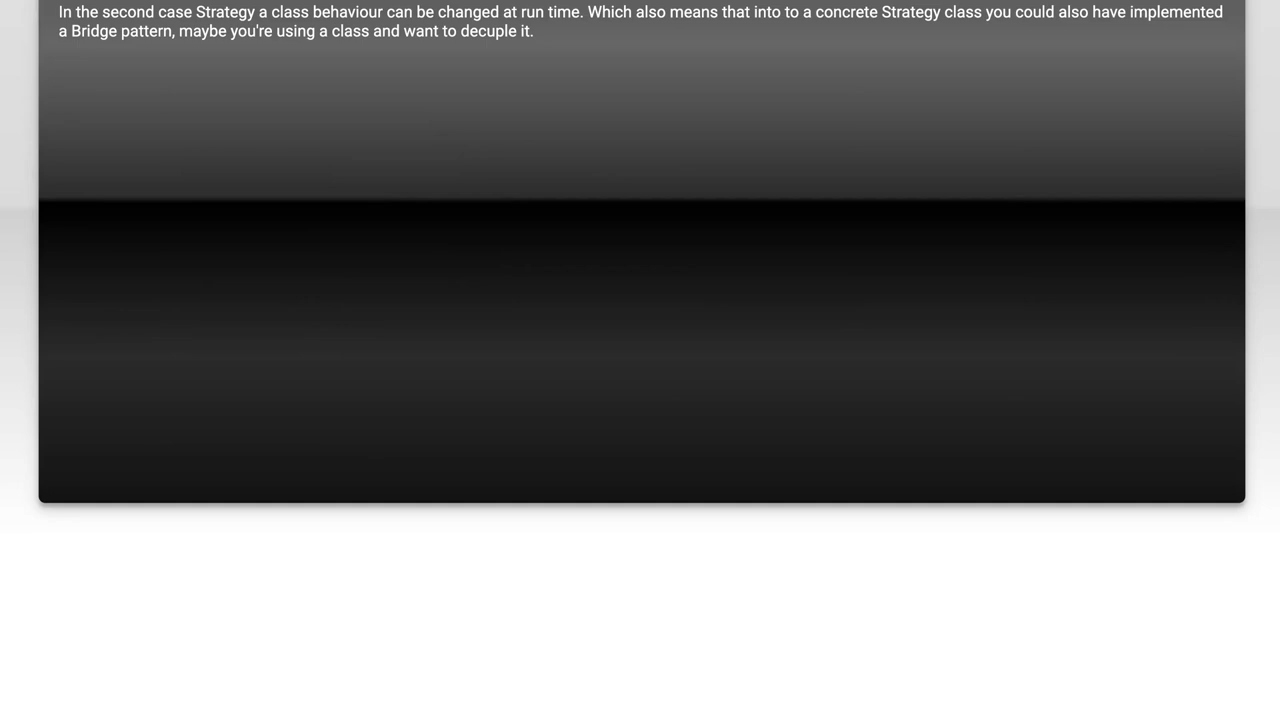 In the second case Strategy a class behaviour can be changed at run time. Which also means that into to a concrete Strategy class you could also have implemented
a Bridge pattern, maybe you're using a class and want to decuple it.